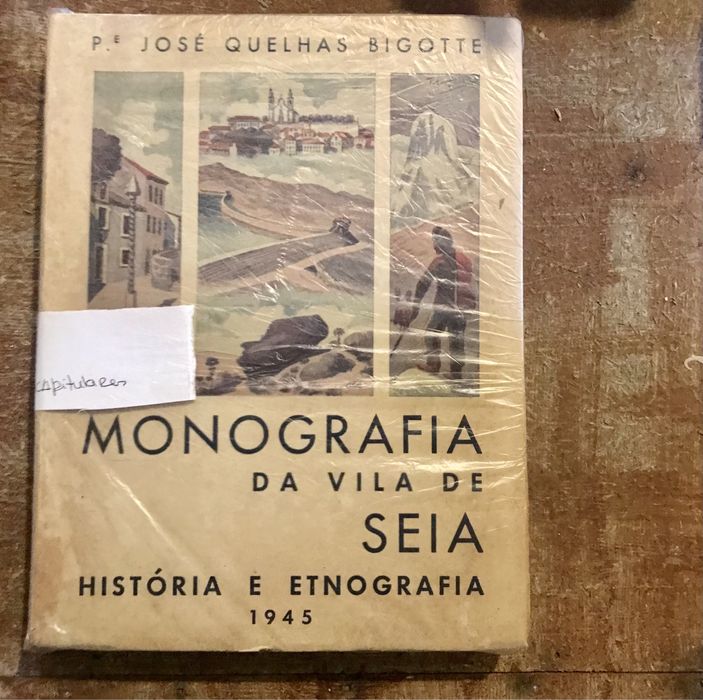 P.ᴱ JOSÉ QUELHAS BIGOTTE
capitulares
MONOGRAFIA
DA VILA DE
SEIA
HISTÓRIA E ETNOGRAFIA
1945